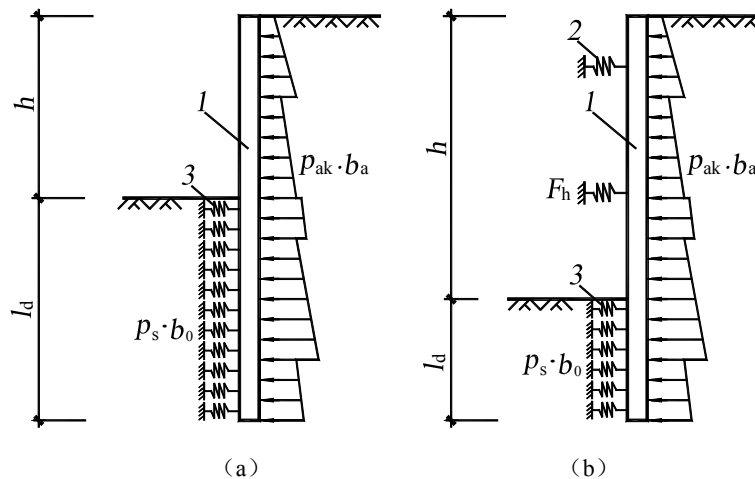 h
l_d
1
3
p_ak·b_a
p_s·b_0
(a)
h
l_d
2
1
F_h
3
p_ak·b_a
p_s·b_0
(b)